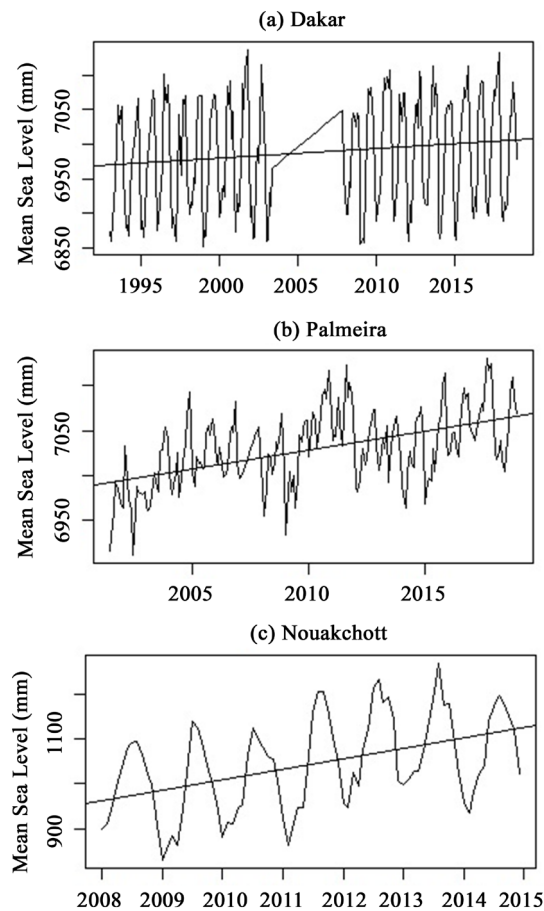 (a) Dakar
Mean Sea Level (mm)
7050
6950
6850
1995 2000 2005 2010 2015
(b) Palmeira
Mean Sea Level (mm)
7050
6950
2005 2010 2015
(c) Nouakchott
Mean Sea Level (mm)
1100
900
2008 2009 2010 2011 2012 2013 2014 2015